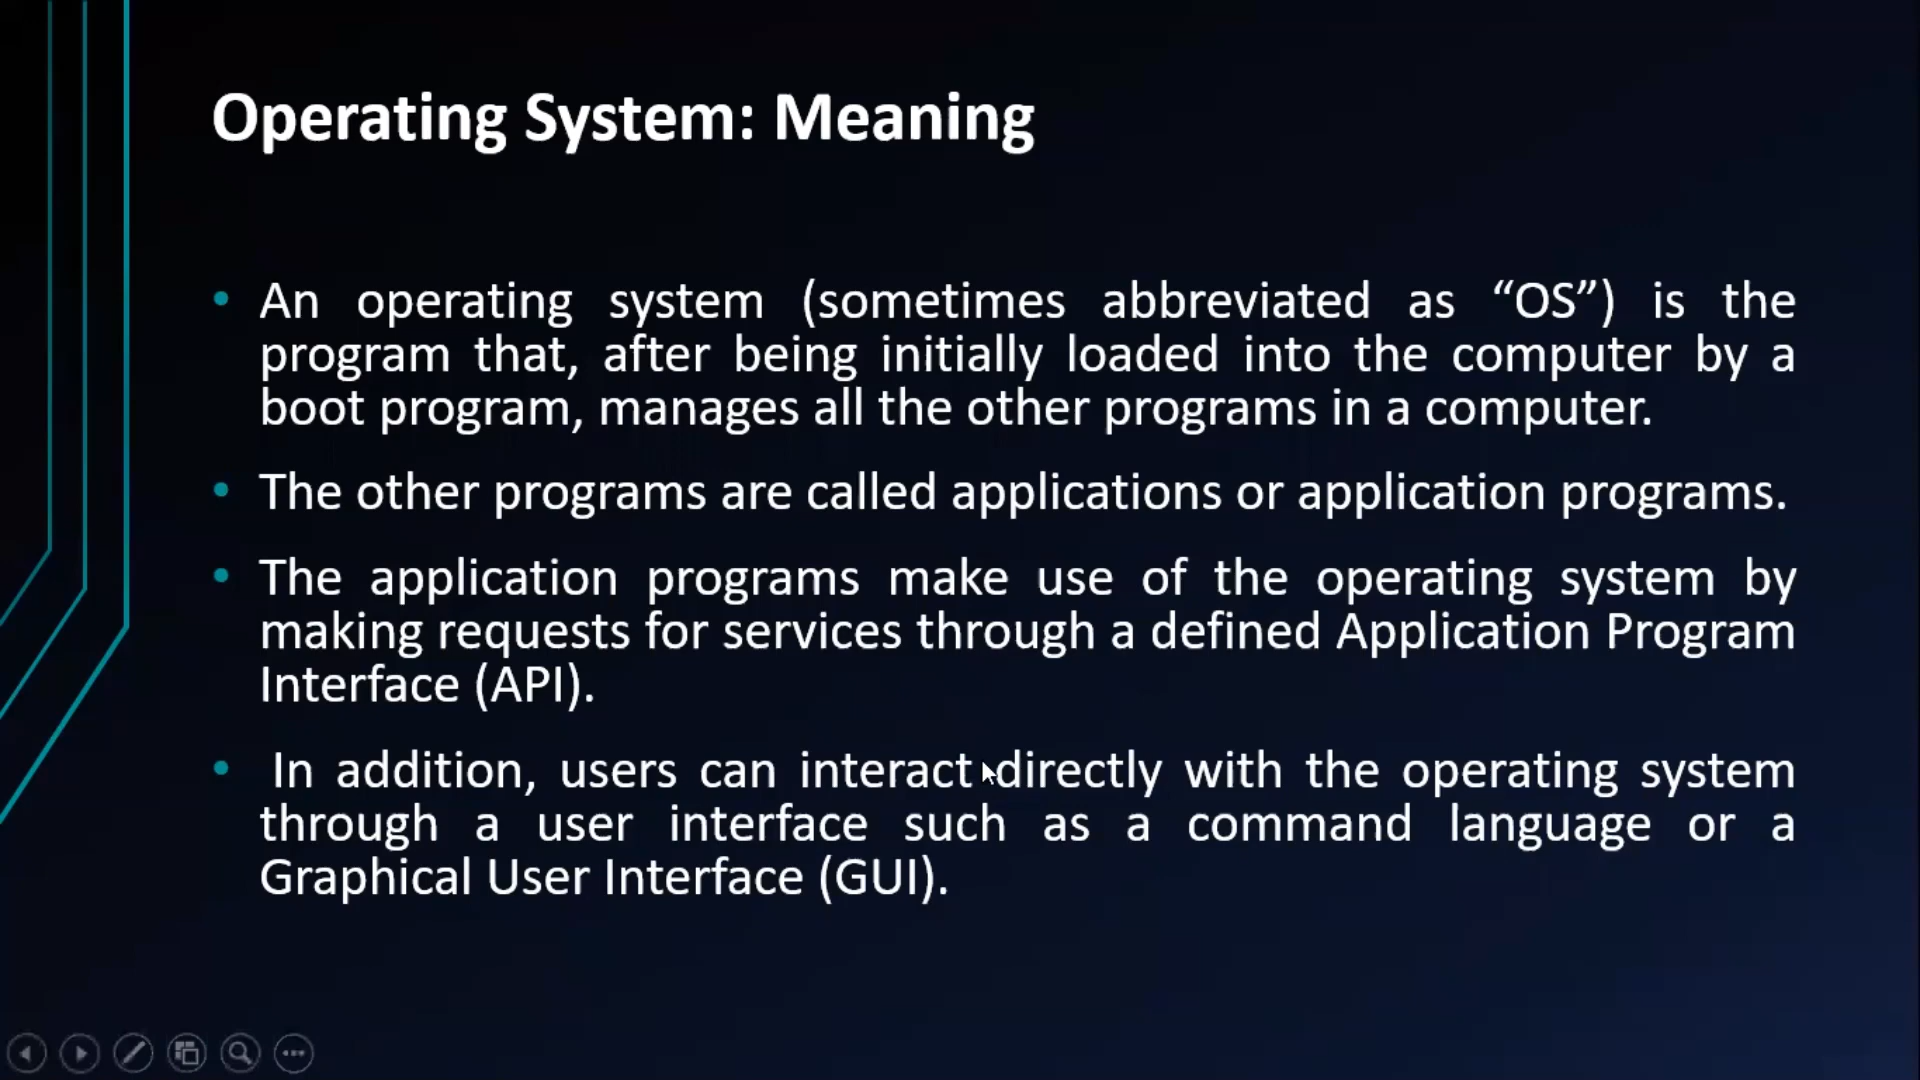 Operating System: Meaning
• An operating system (sometimes abbreviated as “OS”) is the
program that, after being initially loaded into the computer by a
boot program, manages all the other programs in a computer.
• The other programs are called applications or application programs.
• The application programs make use of the operating system by
making requests for services through a defined Application Program
Interface (API).
• In addition, users can interact directly with the operating system
through a user interface such as a command language or a
Graphical User Interface (GUI).